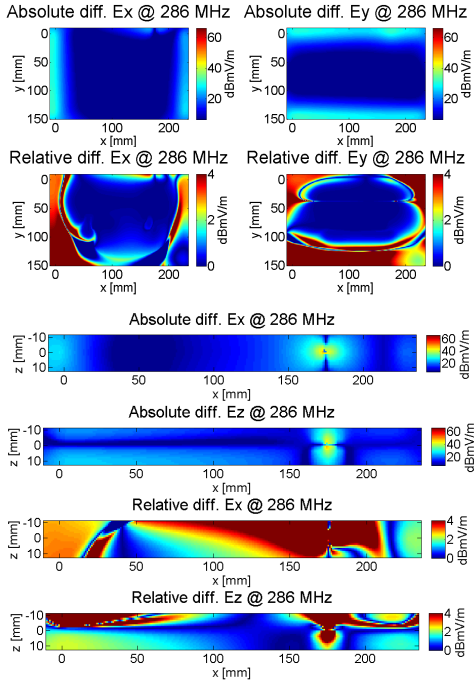 Absolute diff. Ex @ 286 MHz
Absolute diff. Ey @ 286 MHz
y [mm]
0
50
100
150
0
100
200
x [mm]
60
40
20
dBmV/m
y [mm]
0
50
100
150
0
100
200
x [mm]
60
40
20
dBmV/m
Relative diff. Ex @ 286 MHz
Relative diff. Ey @ 286 MHz
y [mm]
0
50
100
150
0
100
200
x [mm]
4
2
0
dBmV/m
y [mm]
0
50
100
150
0
100
200
x [mm]
4
2
0
dBmV/m
Absolute diff. Ex @ 286 MHz
z [mm]
-10
0
10
0
50
100
150
200
x [mm]
60
40
20
dBmV/m
Absolute diff. Ez @ 286 MHz
z [mm]
-10
0
10
0
50
100
150
200
x [mm]
60
40
20
dBmV/m
Relative diff. Ex @ 286 MHz
z [mm]
-10
0
10
0
50
100
150
200
x [mm]
4
2
0
dBmV/m
Relative diff. Ez @ 286 MHz
z [mm]
-10
0
10
0
50
100
150
200
x [mm]
4
2
0
dBmV/m